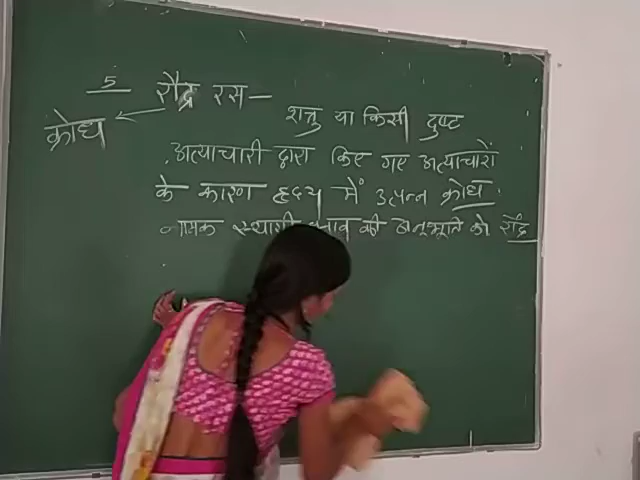 5 रौद्र रस —
क्रोध
शत्रु या किसी दुष्ट
अत्याचारी द्वारा किए गए अत्याचारों
के कारण हृदय में उत्पन्न क्रोध
नामक स्थायी भाव की अनुभूति को रौद्र